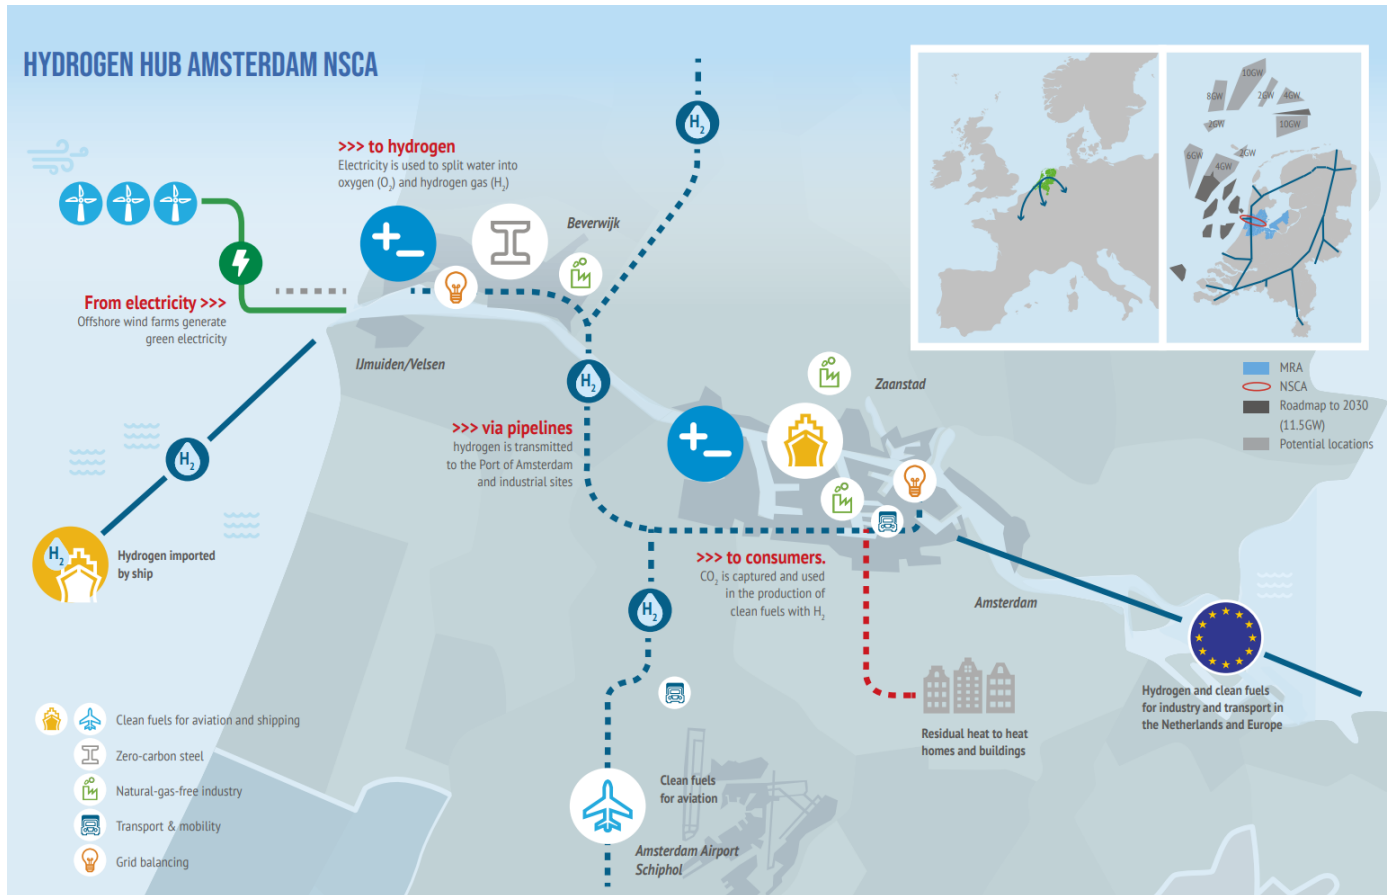 HYDROGEN HUB AMSTERDAM NSCA
>>> to hydrogen
Electricity is used to split water into
oxygen (O₂) and hydrogen gas (H₂)
H₂
Beverwijk
From electricity >>>
Offshore wind farms generate
green electricity
IJmuiden/Velsen
H₂
>>> via pipelines
hydrogen is transmitted
to the Port of Amsterdam
and industrial sites
Zaanstad
H₂
H₂
Hydrogen imported
by ship
>>> to consumers.
CO₂ is captured and used
in the production of
clean fuels with H₂
H₂
Amsterdam
Residual heat to heat
homes and buildings
Hydrogen and clean fuels
for industry and transport in
the Netherlands and Europe
Clean fuels
for aviation
Amsterdam Airport
Schiphol
10GW
8GW
2GW
4GW
2GW
10GW
6GW
4GW
2GW
MRA
NSCA
Roadmap to 2030
(11.5GW)
Potential locations
Clean fuels for aviation and shipping
Zero-carbon steel
Natural-gas-free industry
Transport & mobility
Grid balancing